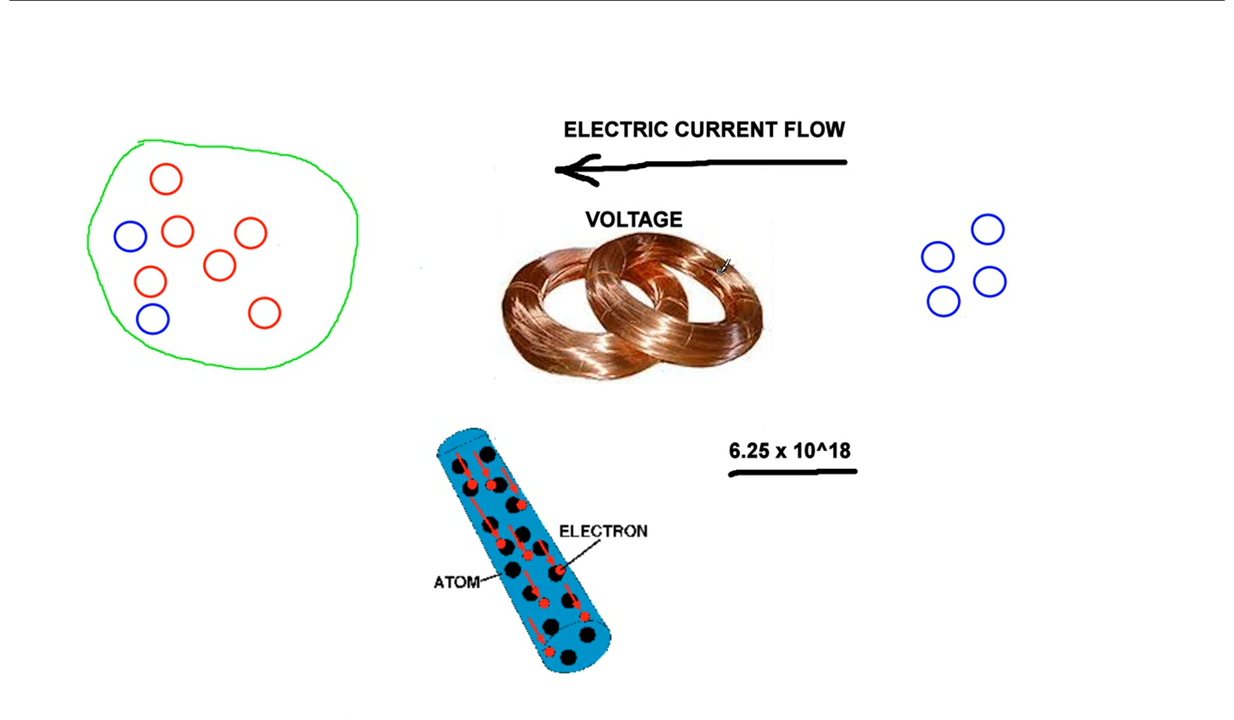 ELECTRIC CURRENT FLOW
VOLTAGE
6.25 x 10^18
ELECTRON
ATOM